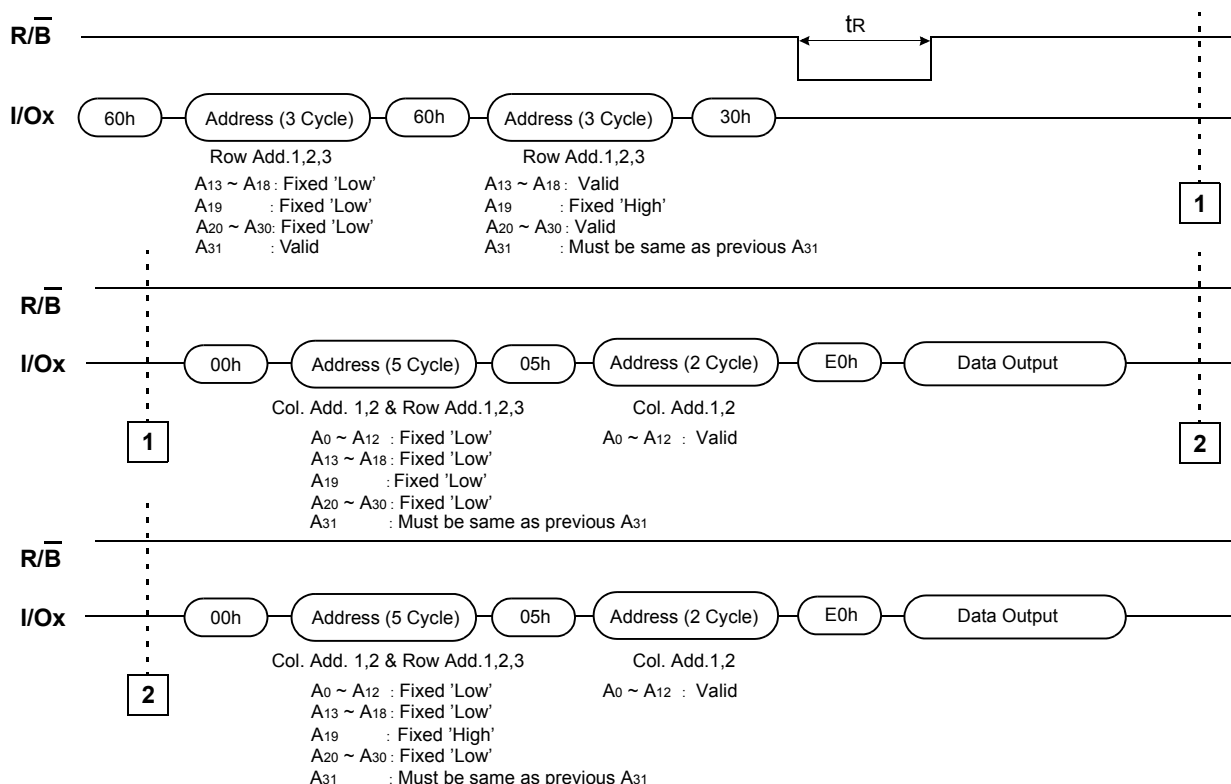 tR
R/B
I/Ox
60h Address (3 Cycle) 60h Address (3 Cycle) 30h
Row Add.1,2,3 Row Add.1,2,3
A13 ~ A18 : Fixed 'Low' A13 ~ A18 : Valid
A19 : Fixed 'Low' A19 : Fixed 'High'
A20 ~ A30: Fixed 'Low' A20 ~ A30 : Valid
A31 : Valid A31 : Must be same as previous A31
1
R/B
I/Ox
00h Address (5 Cycle) 05h Address (2 Cycle) E0h Data Output
Col. Add. 1,2 & Row Add.1,2,3 Col. Add.1,2
A0 ~ A12 : Fixed 'Low' A0 ~ A12 : Valid
A13 ~ A18 : Fixed 'Low'
A19 : Fixed 'Low'
A20 ~ A30 : Fixed 'Low'
A31 : Must be same as previous A31
1
2
R/B
I/Ox
00h Address (5 Cycle) 05h Address (2 Cycle) E0h Data Output
Col. Add. 1,2 & Row Add.1,2,3 Col. Add.1,2
A0 ~ A12 : Fixed 'Low' A0 ~ A12 : Valid
A13 ~ A18 : Fixed 'Low'
A19 : Fixed 'High'
A20 ~ A30 : Fixed 'Low'
A31 : Must be same as previous A31
2